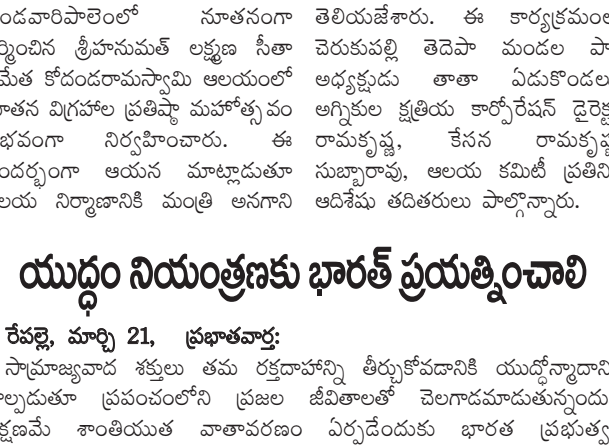 డవారిపాలెంలో నూతనంగా
ర్మించిన శ్రీహనుమత్ లక్ష్మణ సీతా
మేత కోదండరామస్వామి ఆలయంలో
ాతన విగ్రహాల ప్రతిష్ఠా మహోత్సవం
భవంగా నిర్వహించారు. ఈ
ందర్భంగా ఆయన మాట్లాడుతూ
లయ నిర్మాణానికి మంత్రి అనగాని
తెలియజేశారు. ఈ కార్యక్రమంల
చెరుకుపల్లి తెదెపా మండల పా
అధ్యక్షుడు తాతా ఏడుకొండల
అగ్నికుల క్షత్రియ కార్పోరేషన్ డైరెక్ట
రామకృష్ణ, కేసన రామకృష్ణ
సుబ్బారావు, ఆలయ కమిటీ ప్రతిని
ఆదిశేషు తదితరులు పాల్గొన్నారు.
యుద్ధం నియంత్రణకు భారత్ ప్రయత్నించాలి
రేపల్లె, మార్చి 21, ప్రభాతవార్త:
సామ్రాజ్యవాద శక్తులు తమ రక్తదాహాన్ని తీర్చుకోవడానికి యుద్ధోన్మాదాని
ాల్పడుతూ ప్రపంచంలోని ప్రజల జీవితాలతో చెలగాడమాడుతున్నందు
క్షణమే శాంతియుత వాతావరణం ఏర్పడేందుకు భారత ప్రభుత్వ